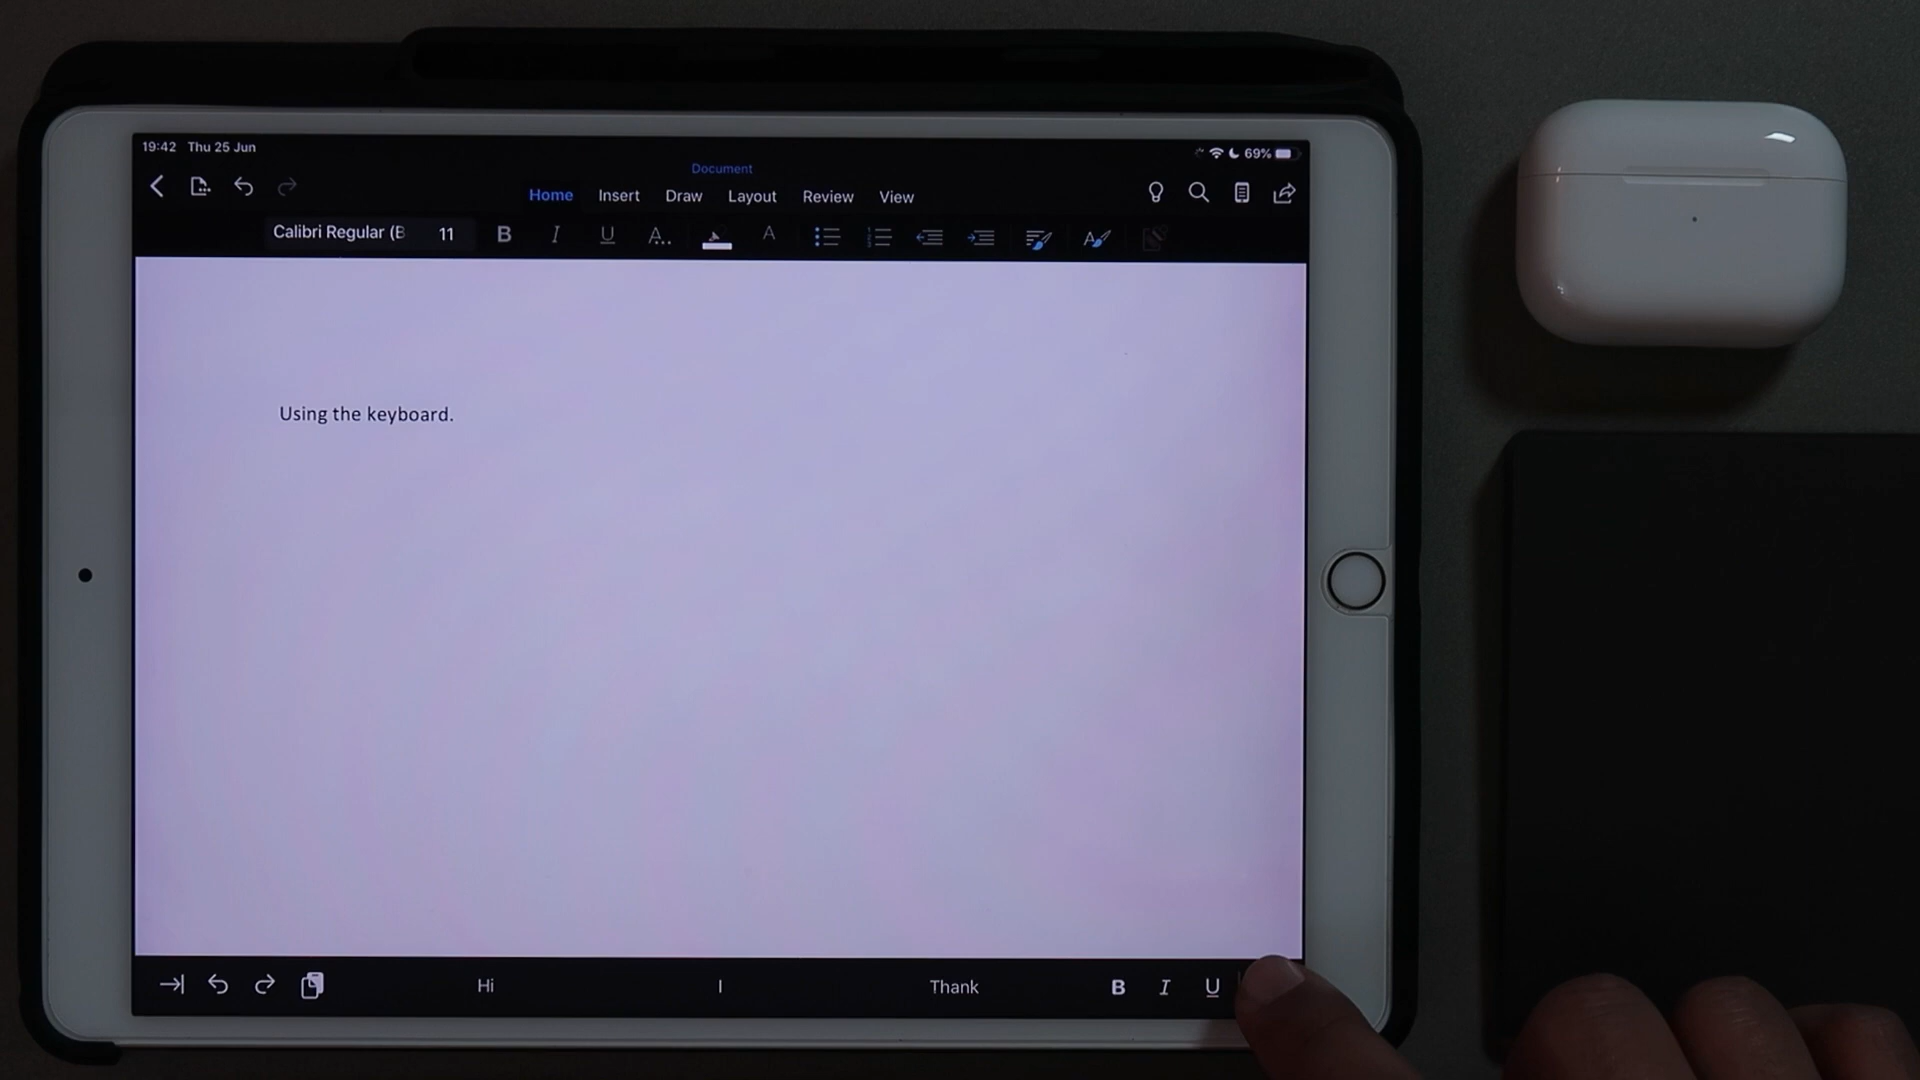 19:42 Thu 25 Jun
69%
Document
Home Insert Draw Layout Review View
Calibri Regular (B 11 B I U A.. A
Using the keyboard.
Hi I Thank B I U